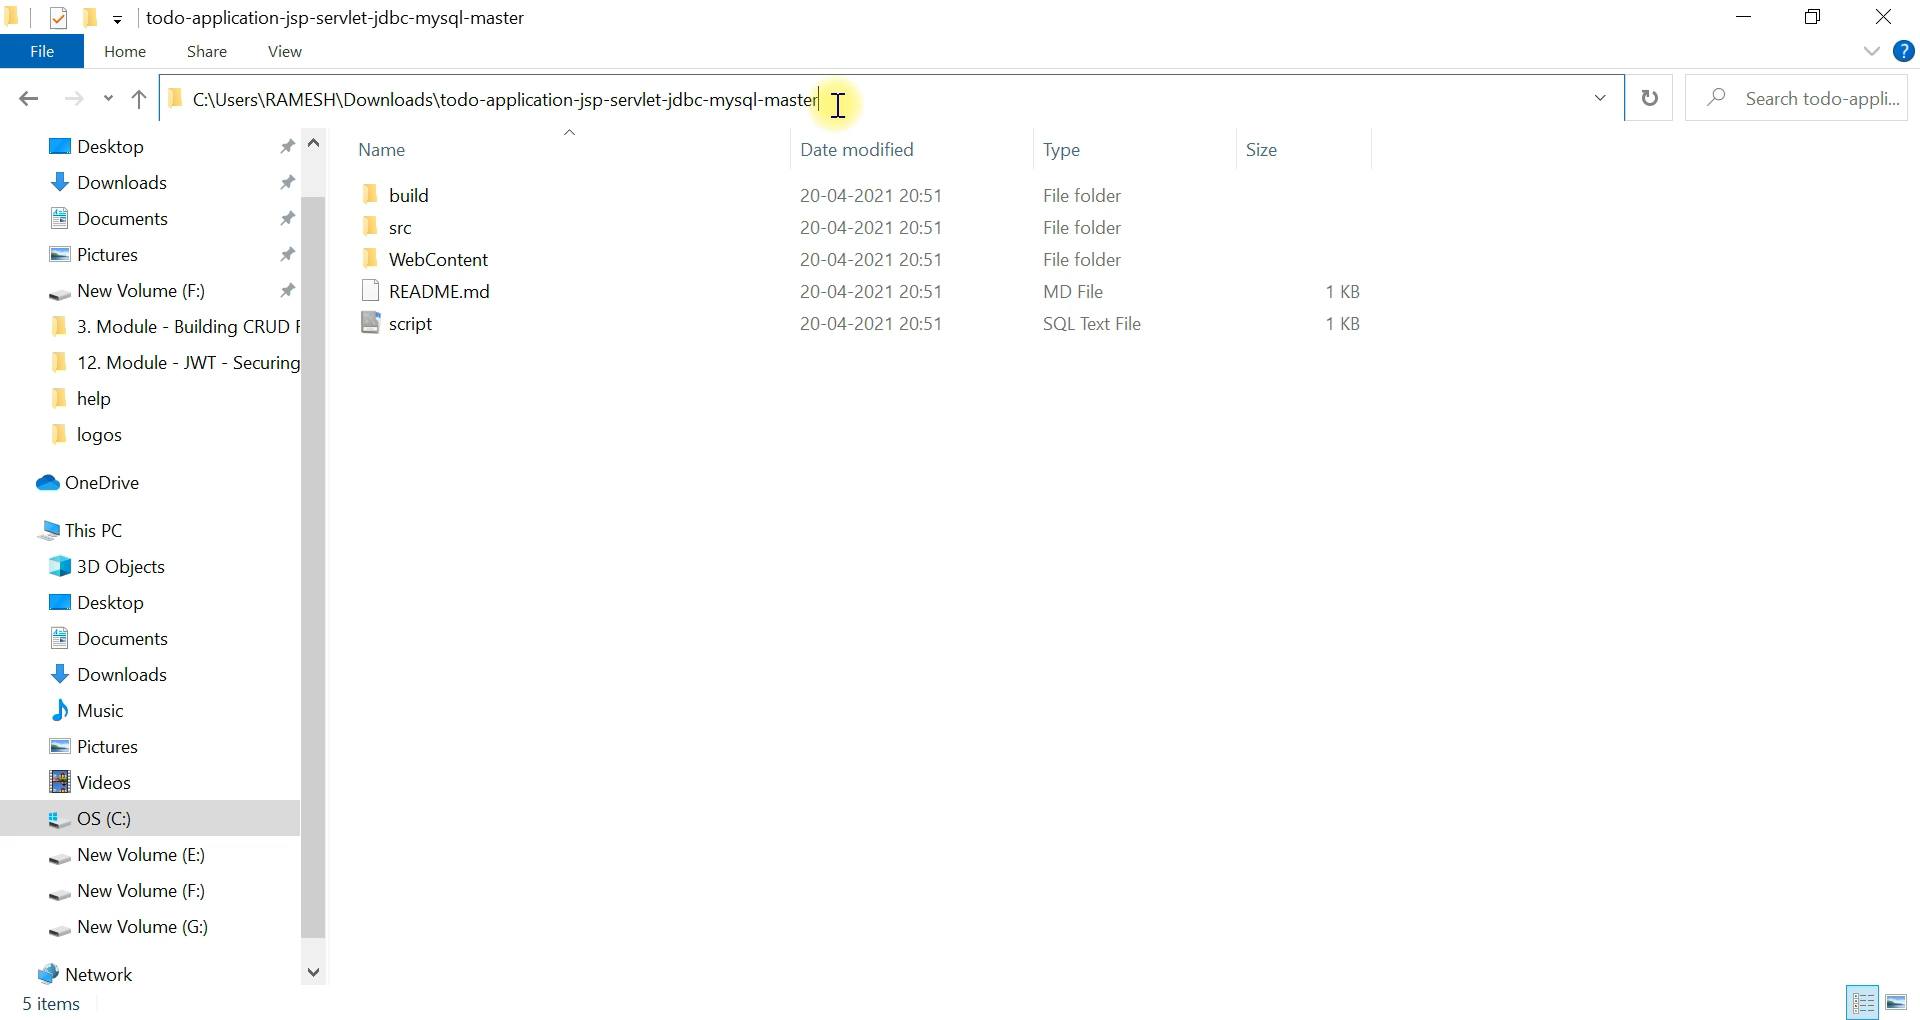 todo-application-jsp-servlet-jdbc-mysql-master
File Home Share View
?
C:\Users\RAMESH\Downloads\todo-application-jsp-servlet-jdbc-mysql-master
Search todo-appli...
Desktop
Downloads
Documents
Pictures
New Volume (F:)
3. Module - Building CRUD F
12. Module - JWT - Securing
help
logos
OneDrive
This PC
3D Objects
Desktop
Documents
Downloads
Music
Pictures
Videos
OS (C:)
New Volume (E:)
New Volume (F:)
New Volume (G:)
Network
Name Date modified Type Size
build 20-04-2021 20:51 File folder
src 20-04-2021 20:51 File folder
WebContent 20-04-2021 20:51 File folder
README.md 20-04-2021 20:51 MD File 1 KB
script 20-04-2021 20:51 SQL Text File 1 KB
5 items